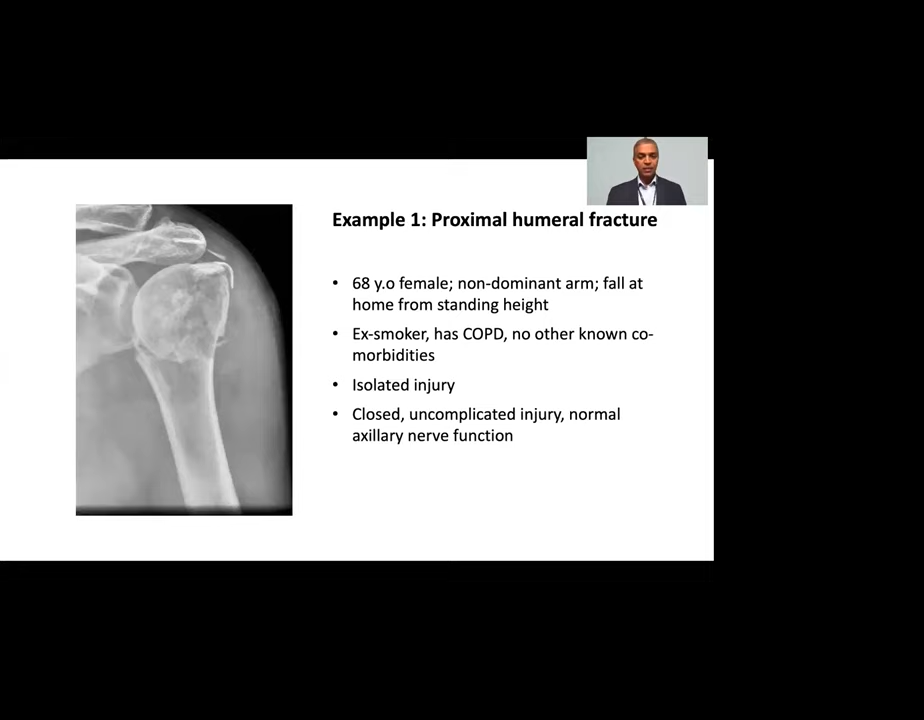 Example 1: Proximal humeral fracture
• 68 y.o female; non-dominant arm; fall at
home from standing height
• Ex-smoker, has COPD, no other known co-
morbidities
• Isolated injury
• Closed, uncomplicated injury, normal
axillary nerve function